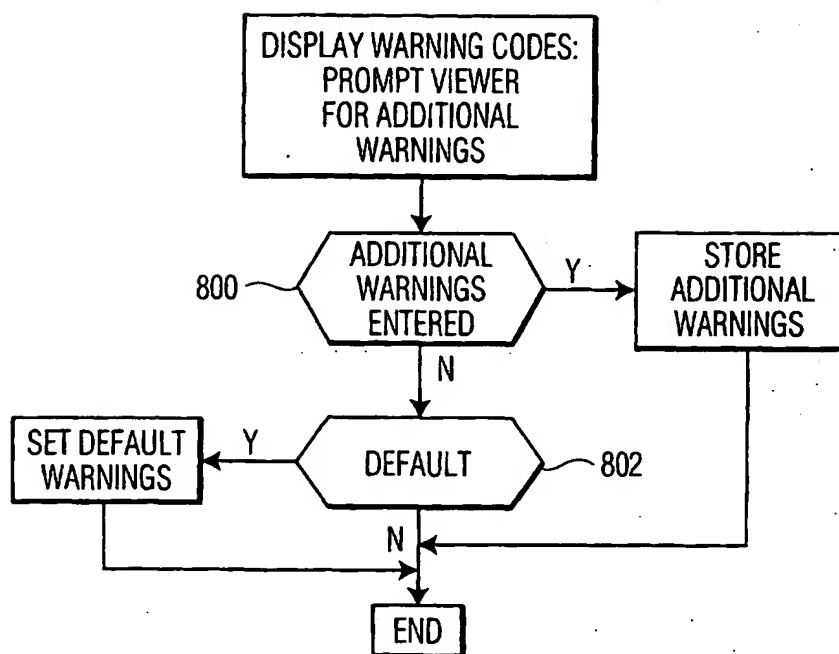 DISPLAY WARNING CODES:
PROMPT VIEWER
FOR ADDITIONAL
WARNINGS
800
ADDITIONAL
WARNINGS
ENTERED
Y
STORE
ADDITIONAL
WARNINGS
N
SET DEFAULT
WARNINGS
Y
DEFAULT
802
N
END